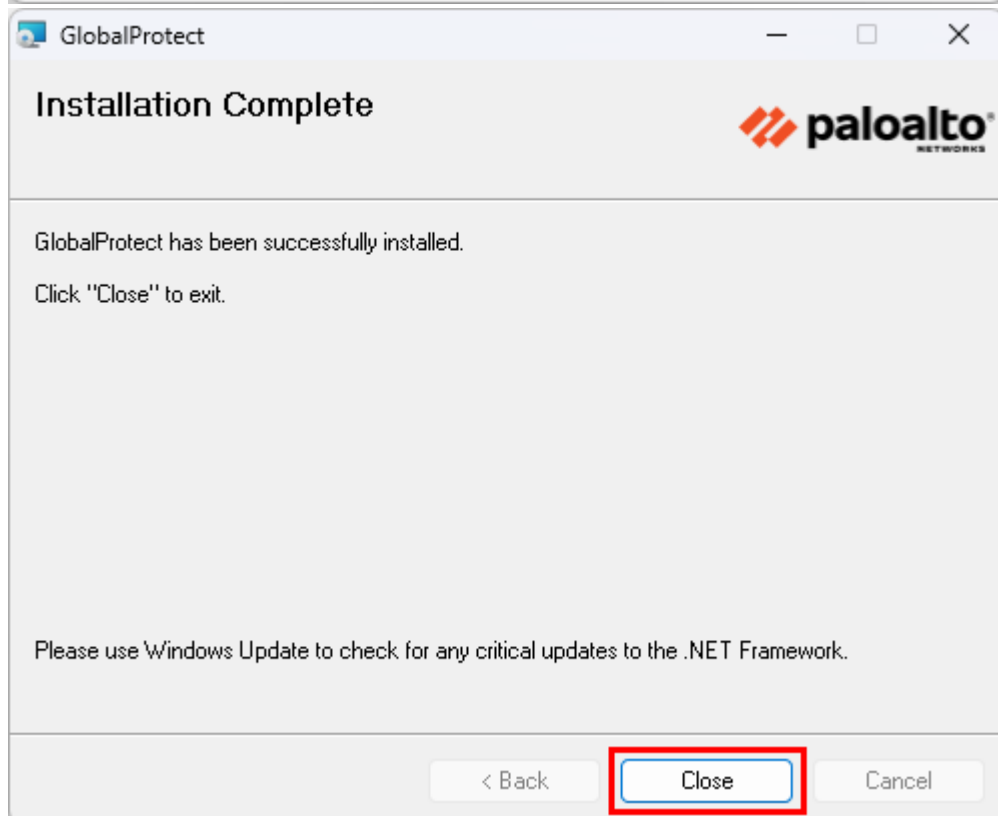 GlobalProtect
Installation Complete
paloalto®
NETWORKS
GlobalProtect has been successfully installed.
Click "Close" to exit.
Please use Windows Update to check for any critical updates to the .NET Framework.
< Back Close Cancel